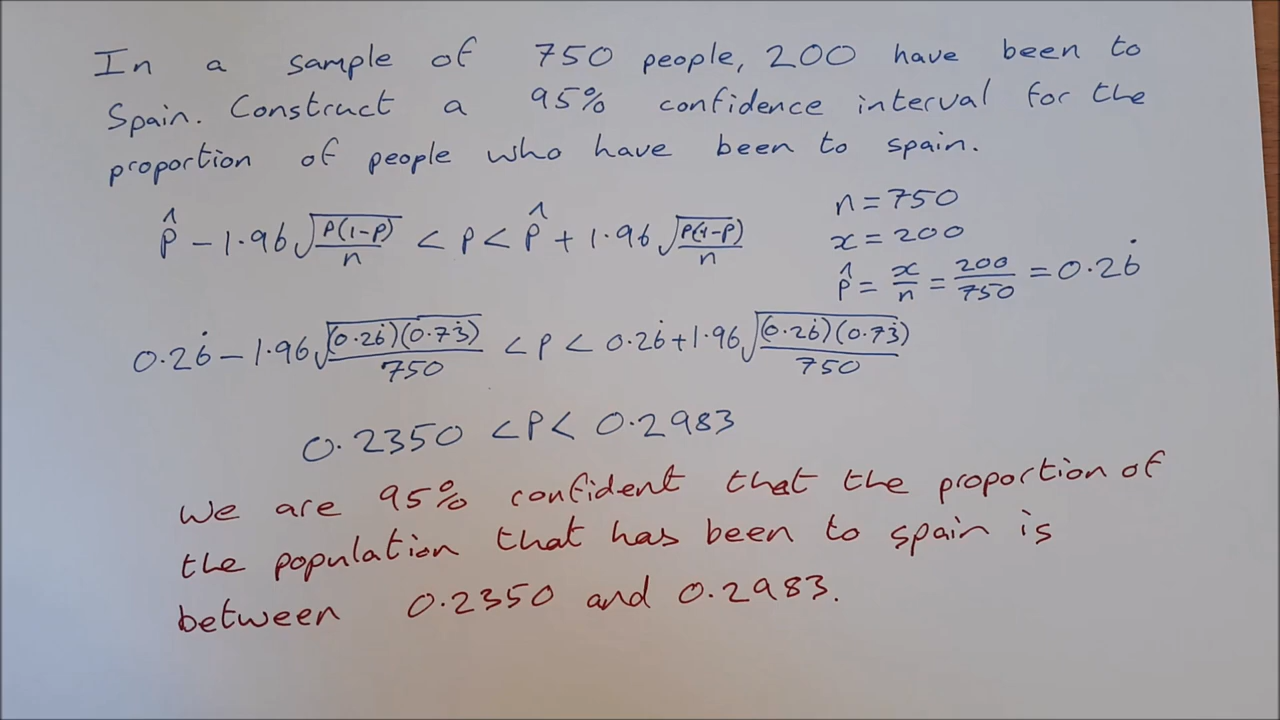 In a sample of 750 people, 200 have been to
Spain. Construct a 95% confidence interval for the
proportion of people who have been to spain.
p̂ - 1.96 √(p(1-p)/n) < p < p̂ + 1.96 √(p(1-p)/n)
n = 750
x = 200
p̂ = x/n = 200/750 = 0.26̇
0.26̇ - 1.96 √((0.26̇)(0.73̇)/750) < p < 0.26̇ + 1.96 √((0.26̇)(0.73̇)/750)
0.2350 < P < 0.2983
We are 95% confident that the proportion of
the population that has been to spain is
between 0.2350 and 0.2983.